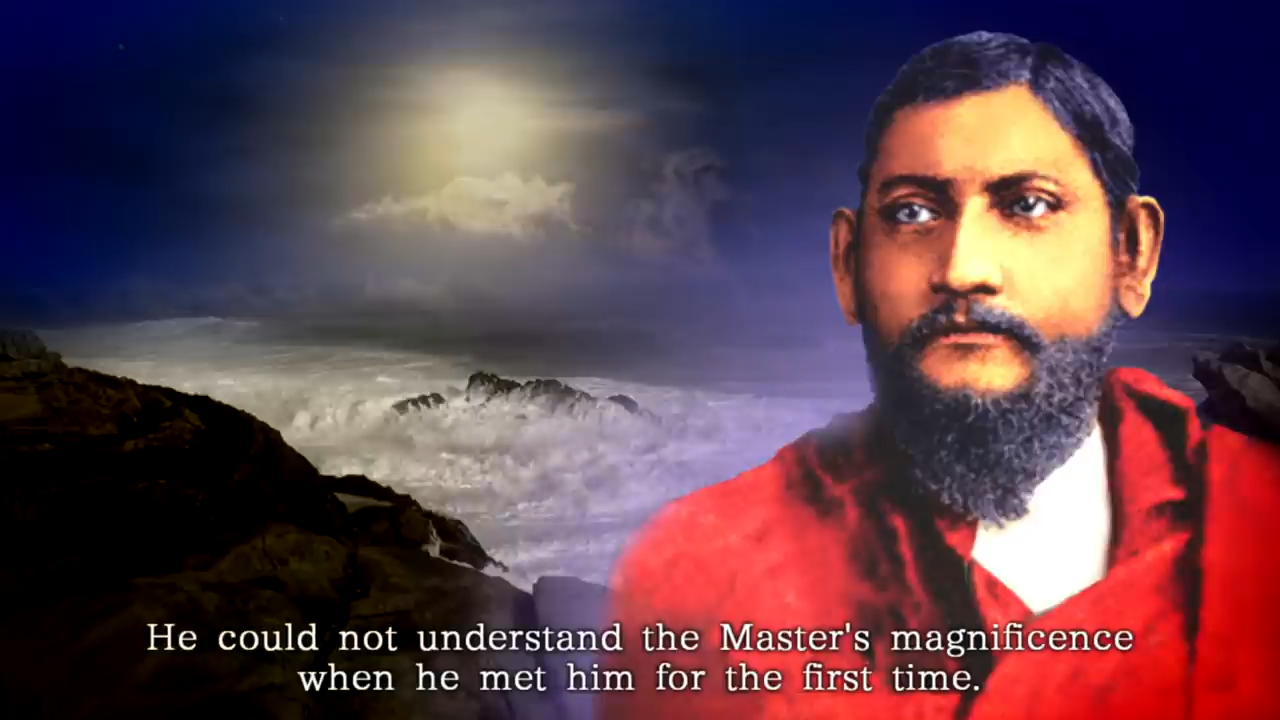 He could not understand the Master's magnificence
when he met him for the first time.